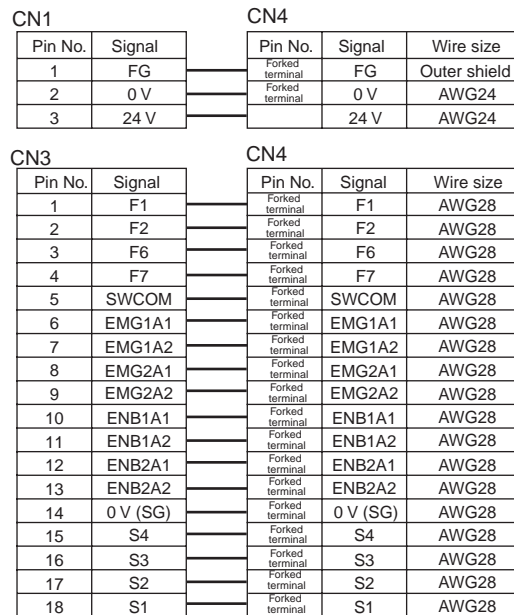 CN1 CN4
Pin No. Signal Pin No. Signal Wire size
1 FG Forked terminal FG Outer shield
2 0 V Forked terminal 0 V AWG24
3 24 V 24 V AWG24
CN3 CN4
Pin No. Signal Pin No. Signal Wire size
1 F1 Forked terminal F1 AWG28
2 F2 Forked terminal F2 AWG28
3 F6 Forked terminal F6 AWG28
4 F7 Forked terminal F7 AWG28
5 SWCOM Forked terminal SWCOM AWG28
6 EMG1A1 Forked terminal EMG1A1 AWG28
7 EMG1A2 Forked terminal EMG1A2 AWG28
8 EMG2A1 Forked terminal EMG2A1 AWG28
9 EMG2A2 Forked terminal EMG2A2 AWG28
10 ENB1A1 Forked terminal ENB1A1 AWG28
11 ENB1A2 Forked terminal ENB1A2 AWG28
12 ENB2A1 Forked terminal ENB2A1 AWG28
13 ENB2A2 Forked terminal ENB2A2 AWG28
14 0 V (SG) Forked terminal 0 V (SG) AWG28
15 S4 Forked terminal S4 AWG28
16 S3 Forked terminal S3 AWG28
17 S2 Forked terminal S2 AWG28
18 S1 Forked terminal S1 AWG28